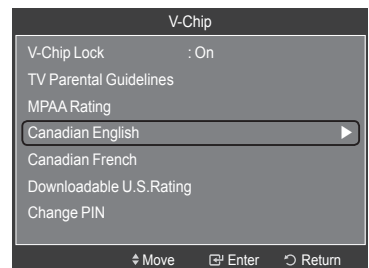 V-Chip
V-Chip Lock : On
TV Parental Guidelines
MPAA Rating
Canadian English
Canadian French
Downloadable U.S.Rating
Change PIN
Move Enter Return